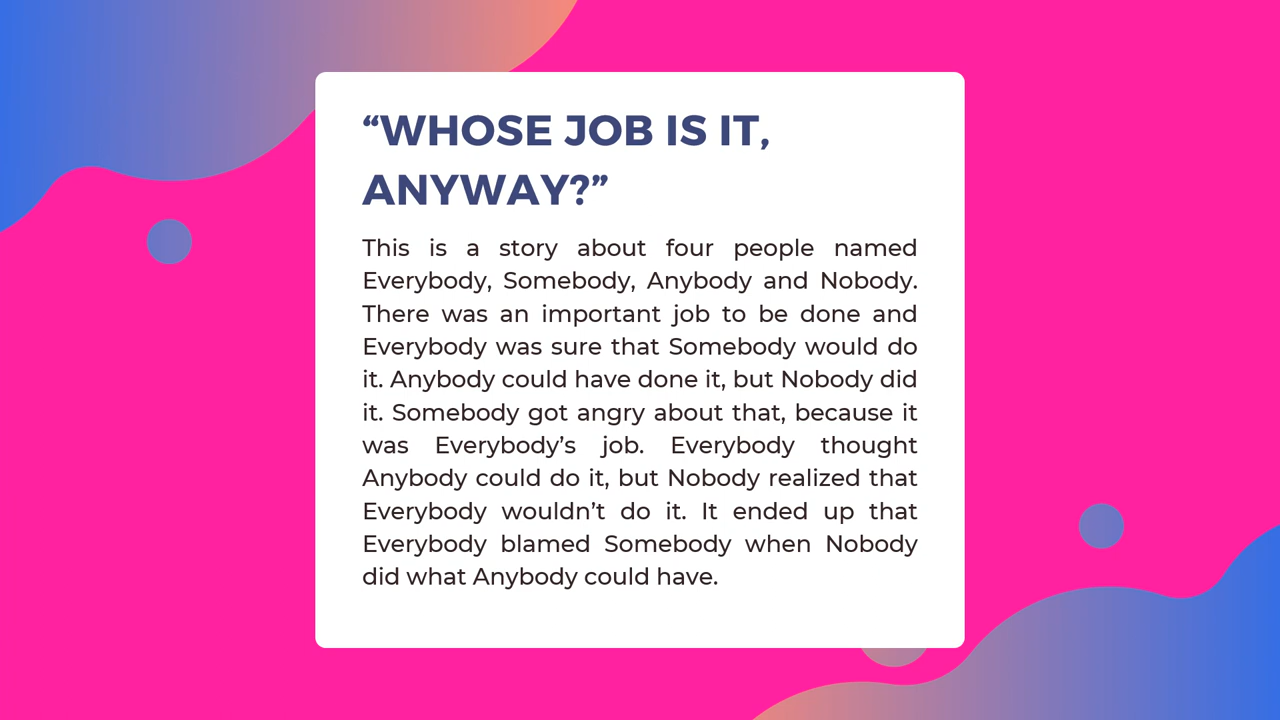 “WHOSE JOB IS IT,
ANYWAY?”
This is a story about four people named
Everybody, Somebody, Anybody and Nobody.
There was an important job to be done and
Everybody was sure that Somebody would do
it. Anybody could have done it, but Nobody did
it. Somebody got angry about that, because it
was Everybody’s job. Everybody thought
Anybody could do it, but Nobody realized that
Everybody wouldn’t do it. It ended up that
Everybody blamed Somebody when Nobody
did what Anybody could have.